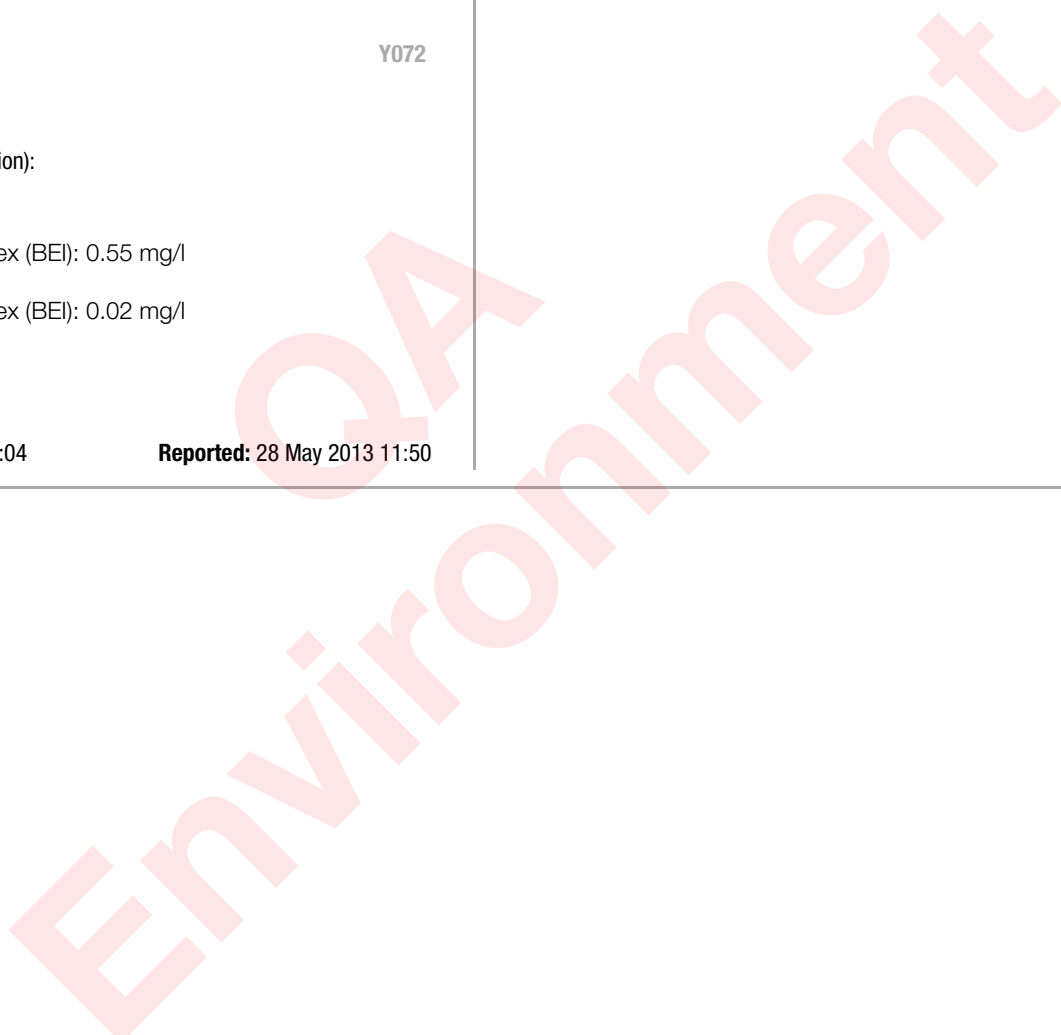 Y072
ion):
ex (BEI): 0.55 mg/l
ex (BEI): 0.02 mg/l
:04 Reported: 28 May 2013 11:50
QA
Environment